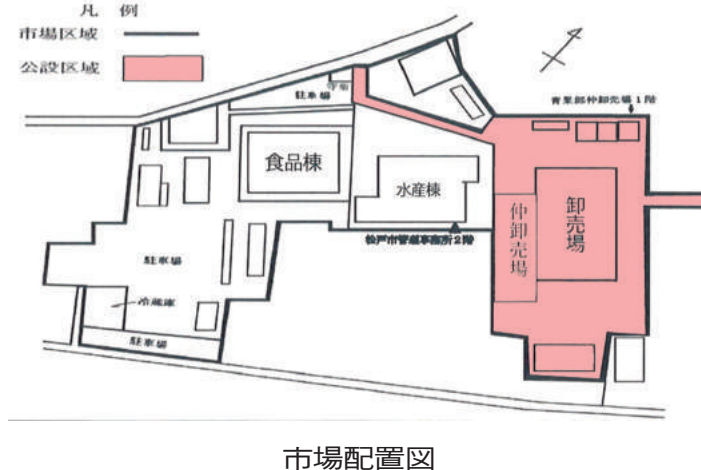 凡 例
市場区域
公設区域
駐車場
青果部仲卸売場1階
食品棟
水産棟
仲卸売場
卸売場
松戸市管理事務所2階
駐車場
冷蔵庫
駐車場
市場配置図